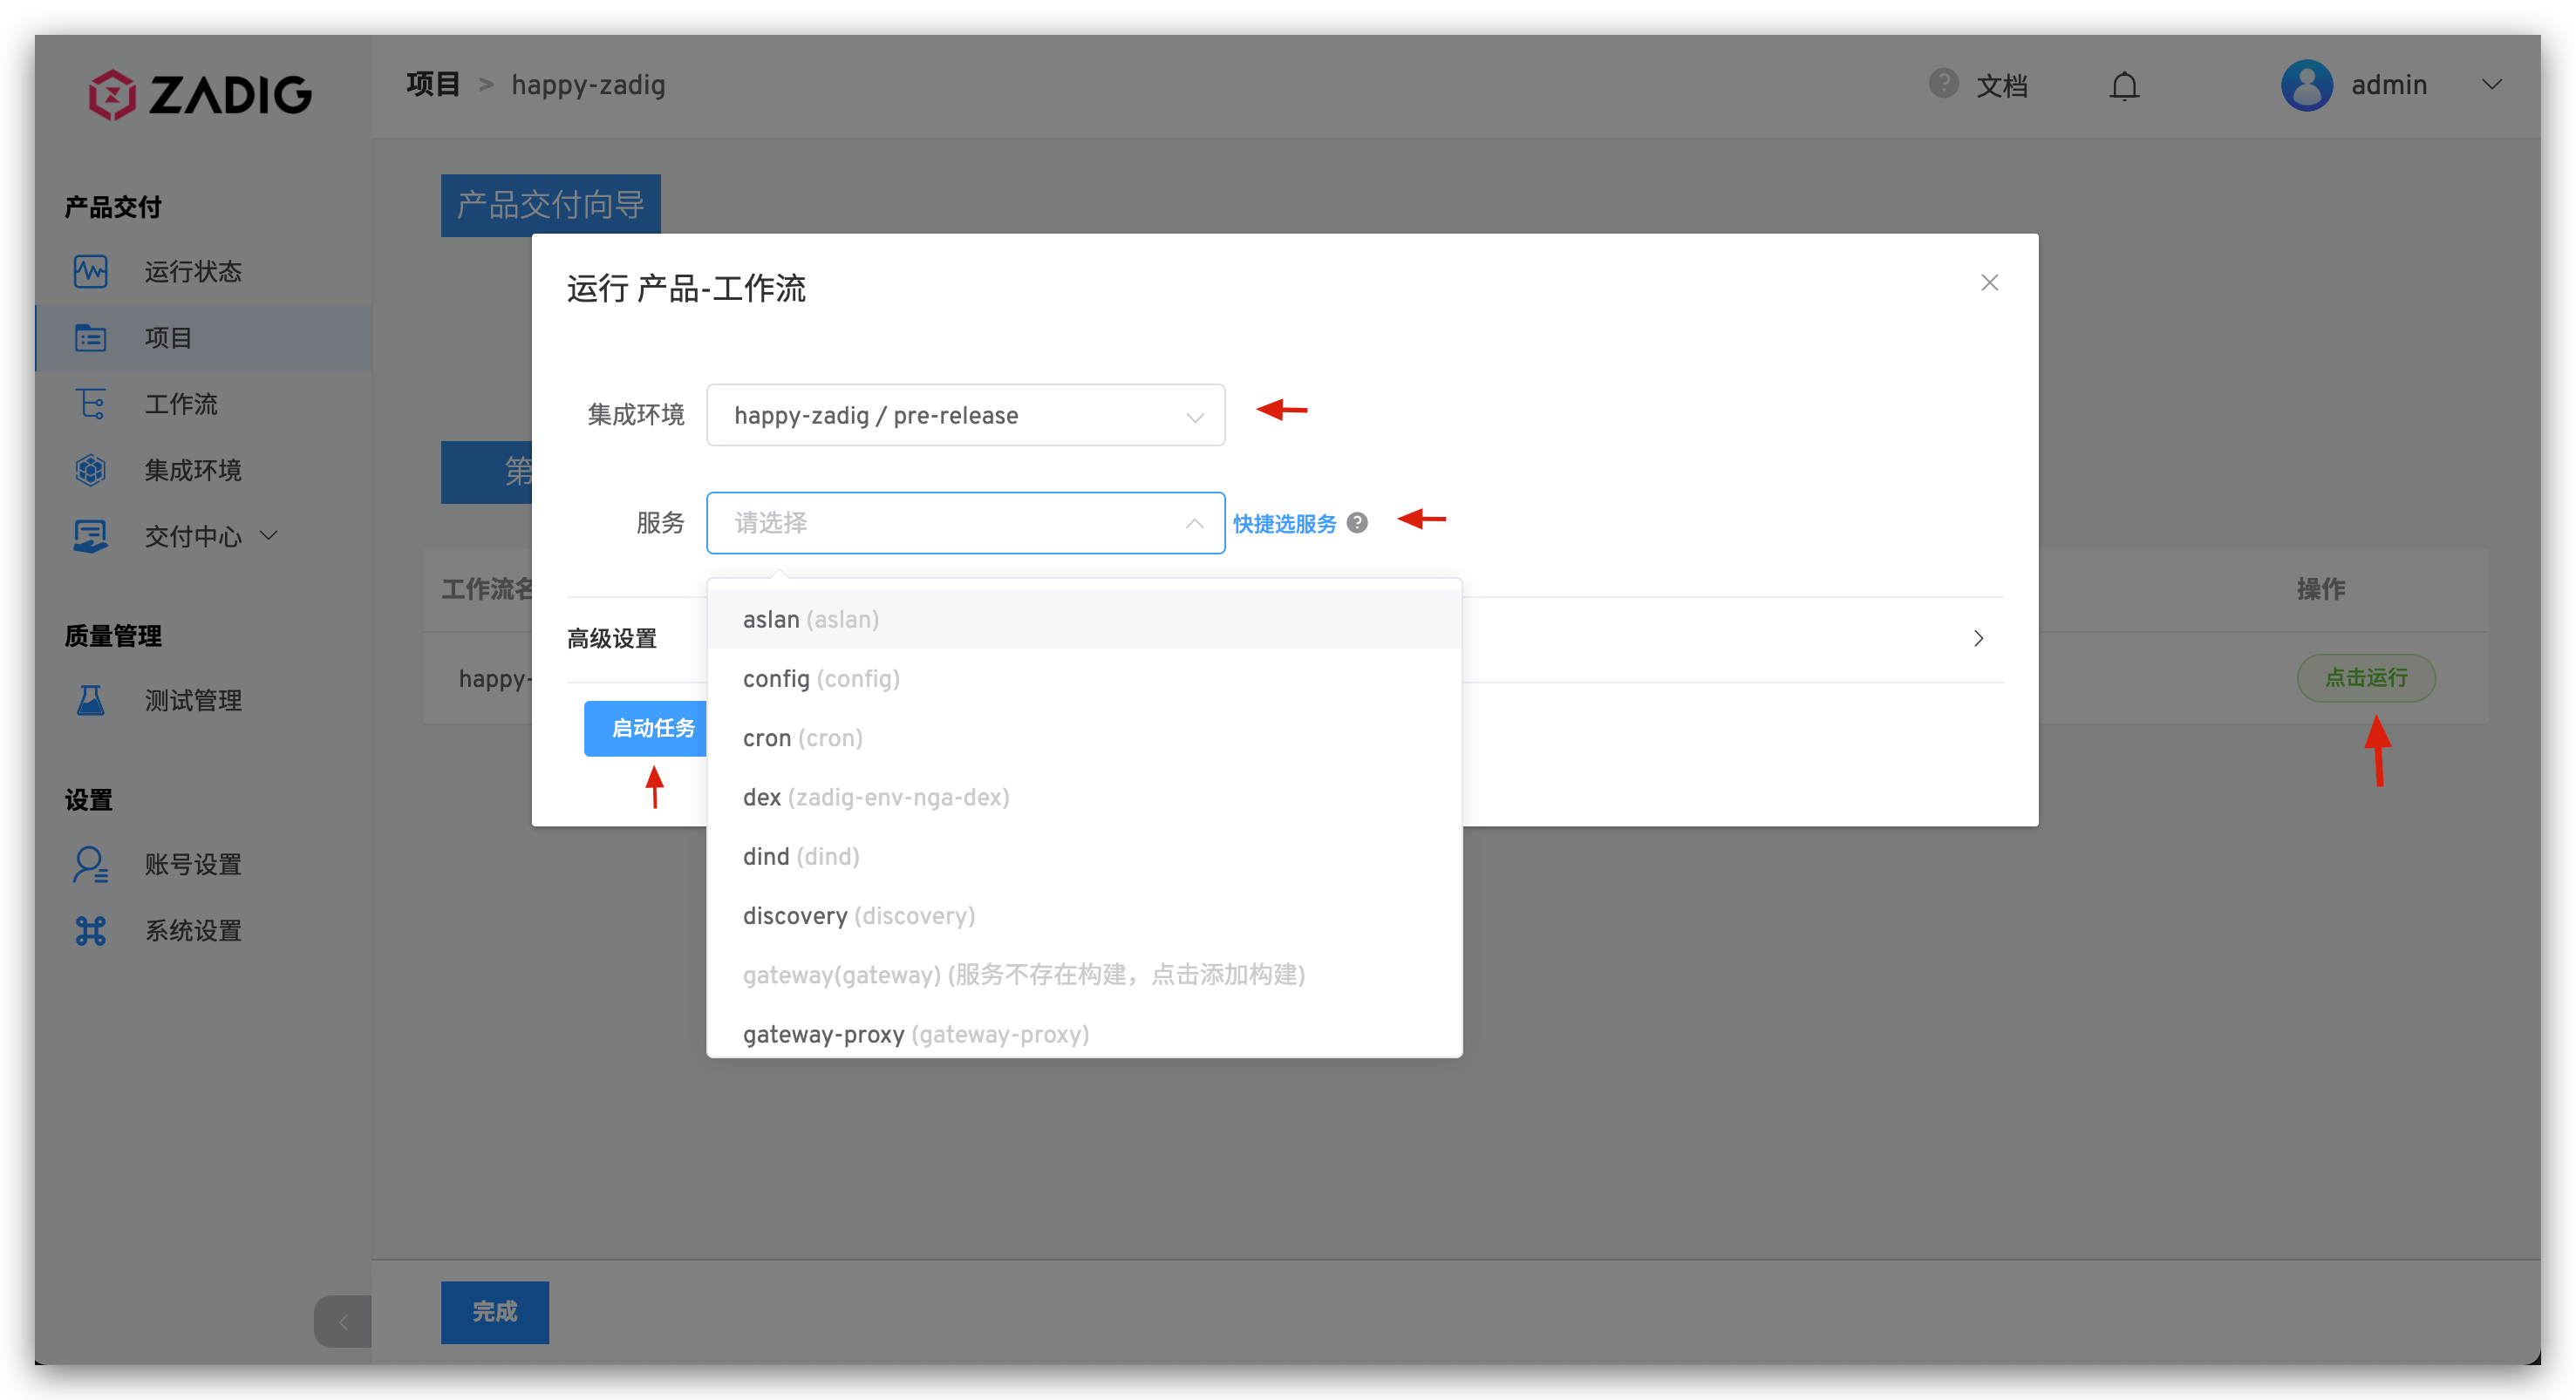 ZADIG
项目 > happy-zadig
文档
admin
产品交付
运行状态
项目
工作流
集成环境
交付中心
质量管理
测试管理
设置
账号设置
系统设置
产品交付向导
第
工作流名
操作
happy-
点击运行
运行 产品-工作流
集成环境
happy-zadig / pre-release
服务
请选择
快捷选服务
高级设置
启动任务
aslan (aslan)
config (config)
cron (cron)
dex (zadig-env-nga-dex)
dind (dind)
discovery (discovery)
gateway(gateway) (服务不存在构建，点击添加构建)
gateway-proxy (gateway-proxy)
完成